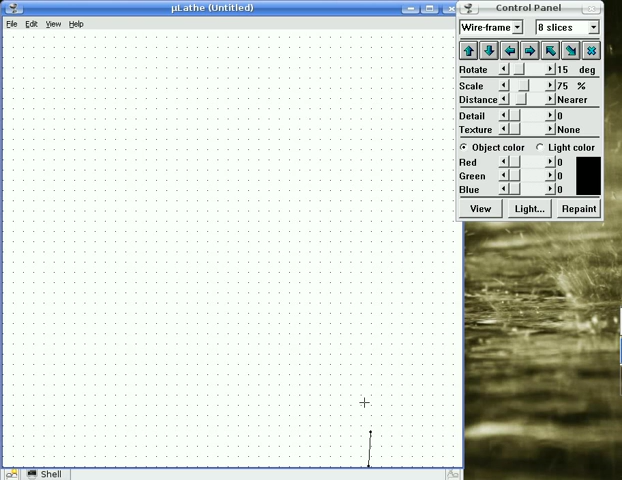 µLathe (Untitled)
File Edit View Help
Control Panel
Wire-frame 8 slices
Rotate 15 deg
Scale 75 %
Distance Nearer
Detail 0
Texture None
Object color Light color
Red 0
Green 0
Blue 0
View Light... Repaint
Shell